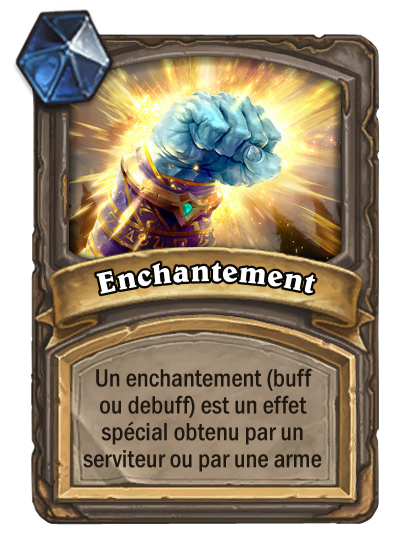 Enchantement
Un enchantement (buff
ou debuff) est un effet
spécial obtenu par un
serviteur ou par une arme